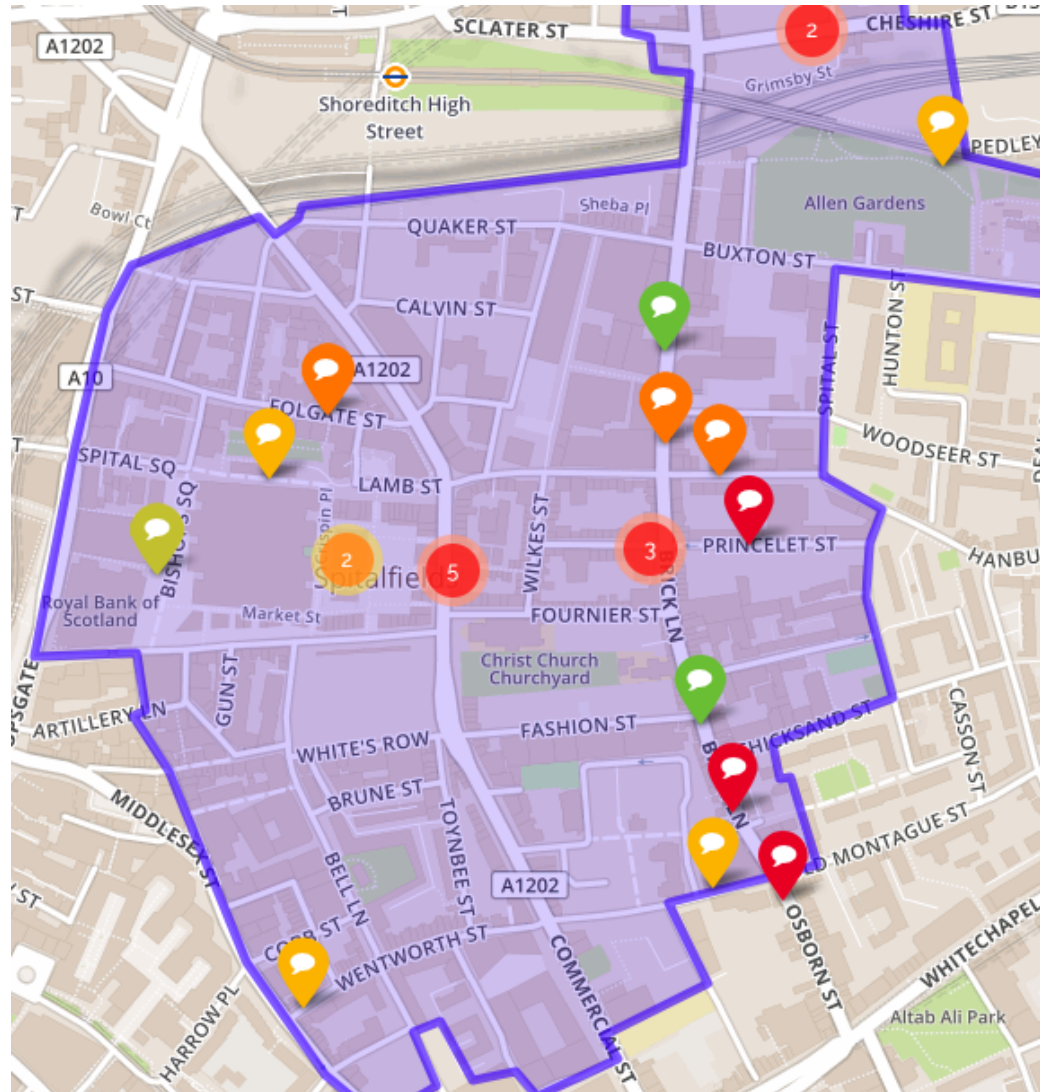 SCLATER ST
CHESHIRE ST
2
A1202
Grimsby St
Shoreditch High
Street
PEDLEY
Bowl Ct
Sheba Pl
Allen Gardens
QUAKER ST
BUXTON ST
ST
CALVIN ST
HUNTON ST
SPITAL ST
A10
A1202
FOLGATE ST
WOODSEER ST
SPITAL SQ
LAMB ST
BISHOPS SQ
WILKES ST
2
5
3
PRINCELET ST
HANBU
Spitalfield
Royal Bank of
Scotland
Market St
FOURNIER ST
BRICK LN
Christ Church
Churchyard
GUN ST
ARTILLERY LN
FASHION ST
THICKSAND ST
CASSON ST
WHITE'S ROW
BRUNE ST
MIDDLESEX ST
TOYNBEE ST
BELL LN
A1202
LD MONTAGUE ST
COBB ST
WENTWORTH ST
OSBORN ST
COMMERCIAL ST
WHITECHAPEL
HARROW PL
Altab Ali Park